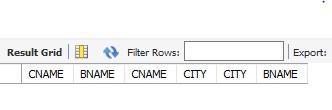 Result Grid Filter Rows: Export:
CNAME BNAME CNAME CITY CITY BNAME